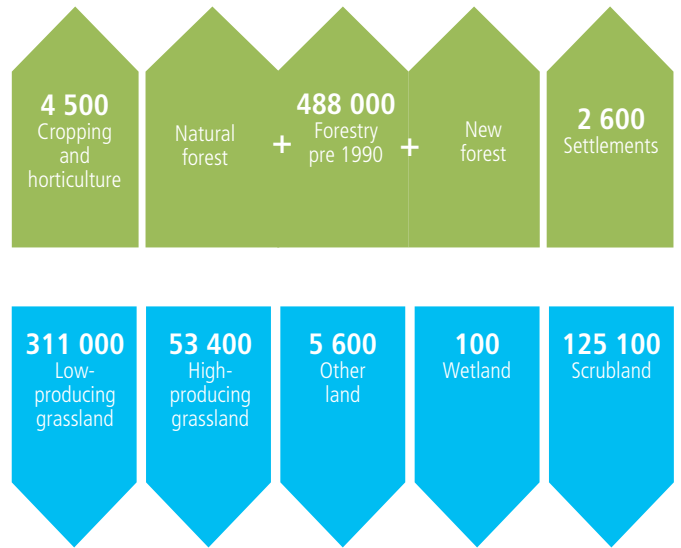 4 500
Cropping
and
horticulture
Natural
forest
+
488 000
Forestry
pre 1990
+
New
forest
2 600
Settlements
311 000
Low-
producing
grassland
53 400
High-
producing
grassland
5 600
Other
land
100
Wetland
125 100
Scrubland